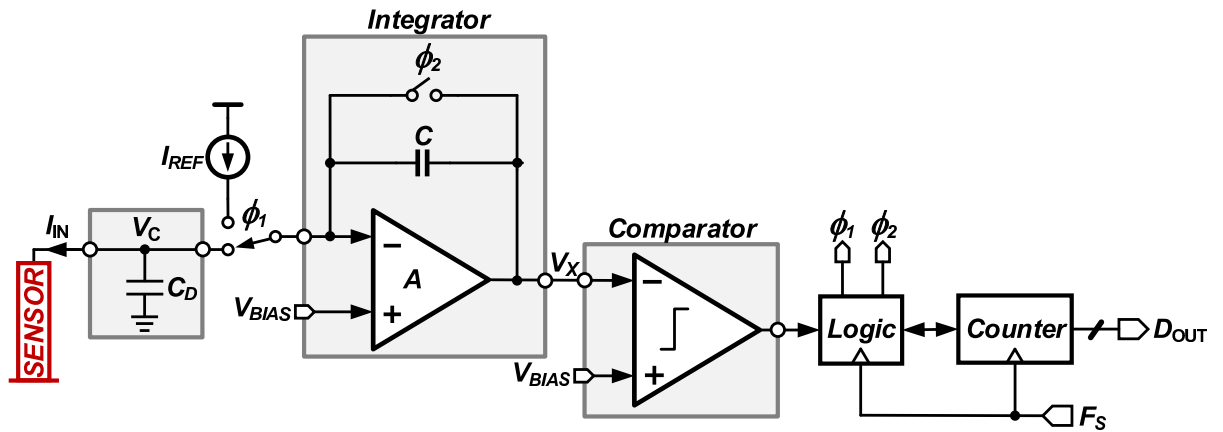 Integrator
ϕ2
C
IREF
ϕ1
IIN
VC
CD
SENSOR
A
−
+
VBIAS
VX
Comparator
−
+
VBIAS
ϕ1
ϕ2
Logic
Counter
DOUT
FS